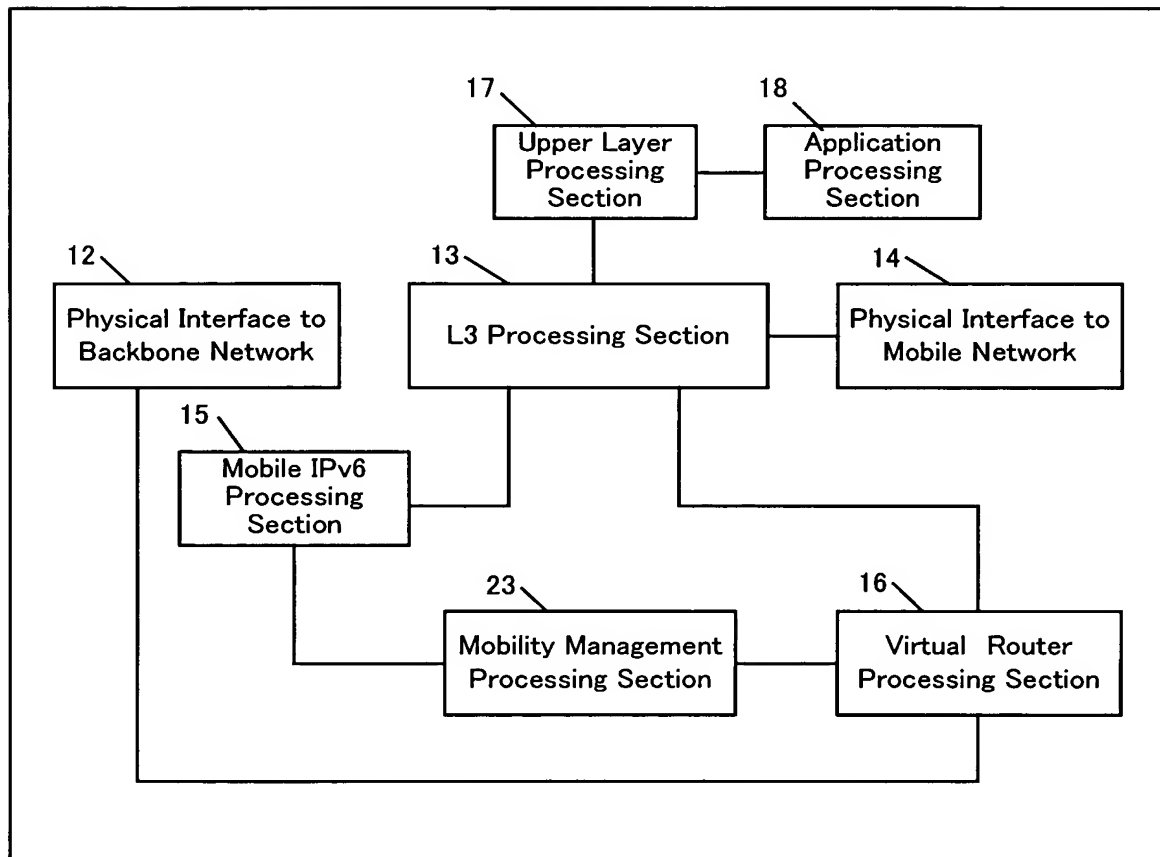 17
18
Upper Layer
Processing
Section
Application
Processing
Section
12
13
14
Physical Interface to
Backbone Network
L3 Processing Section
Physical Interface to
Mobile Network
15
Mobile IPv6
Processing
Section
23
16
Mobility Management
Processing Section
Virtual Router
Processing Section